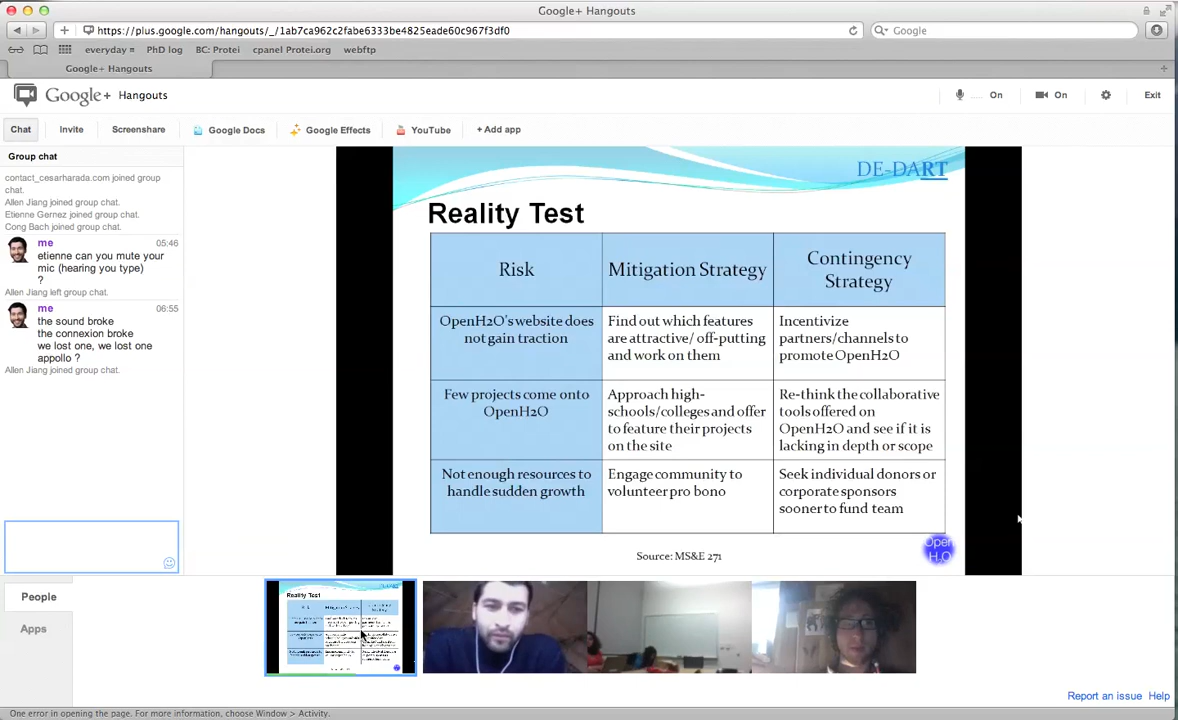 Google+ Hangouts
https://plus.google.com/hangouts/_/1ab7ca962c2fabe6333be4825eade60c967f3df0
Google
everyday
PhD log
BC: Protei
cpanel Protei.org
webftp
Google+ Hangouts
Google+ Hangouts
On
On
Exit
Chat
Invite
Screenshare
Google Docs
Google Effects
YouTube
+ Add app
Group chat
contact_cesarharada.com joined group
chat.
Allen Jiang joined group chat.
Etienne Gernez joined group chat.
Cong Bach joined group chat.
me 05:46
etienne can you mute your
mic (hearing you type)
?
Allen Jiang left group chat.
me 06:55
the sound broke
the connexion broke
we lost one, we lost one
appollo ?
Allen Jiang joined group chat.
DE-DART
Reality Test
Risk
Mitigation Strategy
Contingency
Strategy
OpenH2O's website does
not gain traction
Find out which features
are attractive/ off-putting
and work on them
Incentivize
partners/channels to
promote OpenH2O
Few projects come onto
OpenH2O
Approach high-
schools/colleges and offer
to feature their projects
on the site
Re-think the collaborative
tools offered on
OpenH2O and see if it is
lacking in depth or scope
Not enough resources to
handle sudden growth
Engage community to
volunteer pro bono
Seek individual donors or
corporate sponsors
sooner to fund team
Source: MS&E 271
Open
H2O
People
Apps
Reality Test
Report an issue
Help
One error in opening the page. For more information, choose Window > Activity.